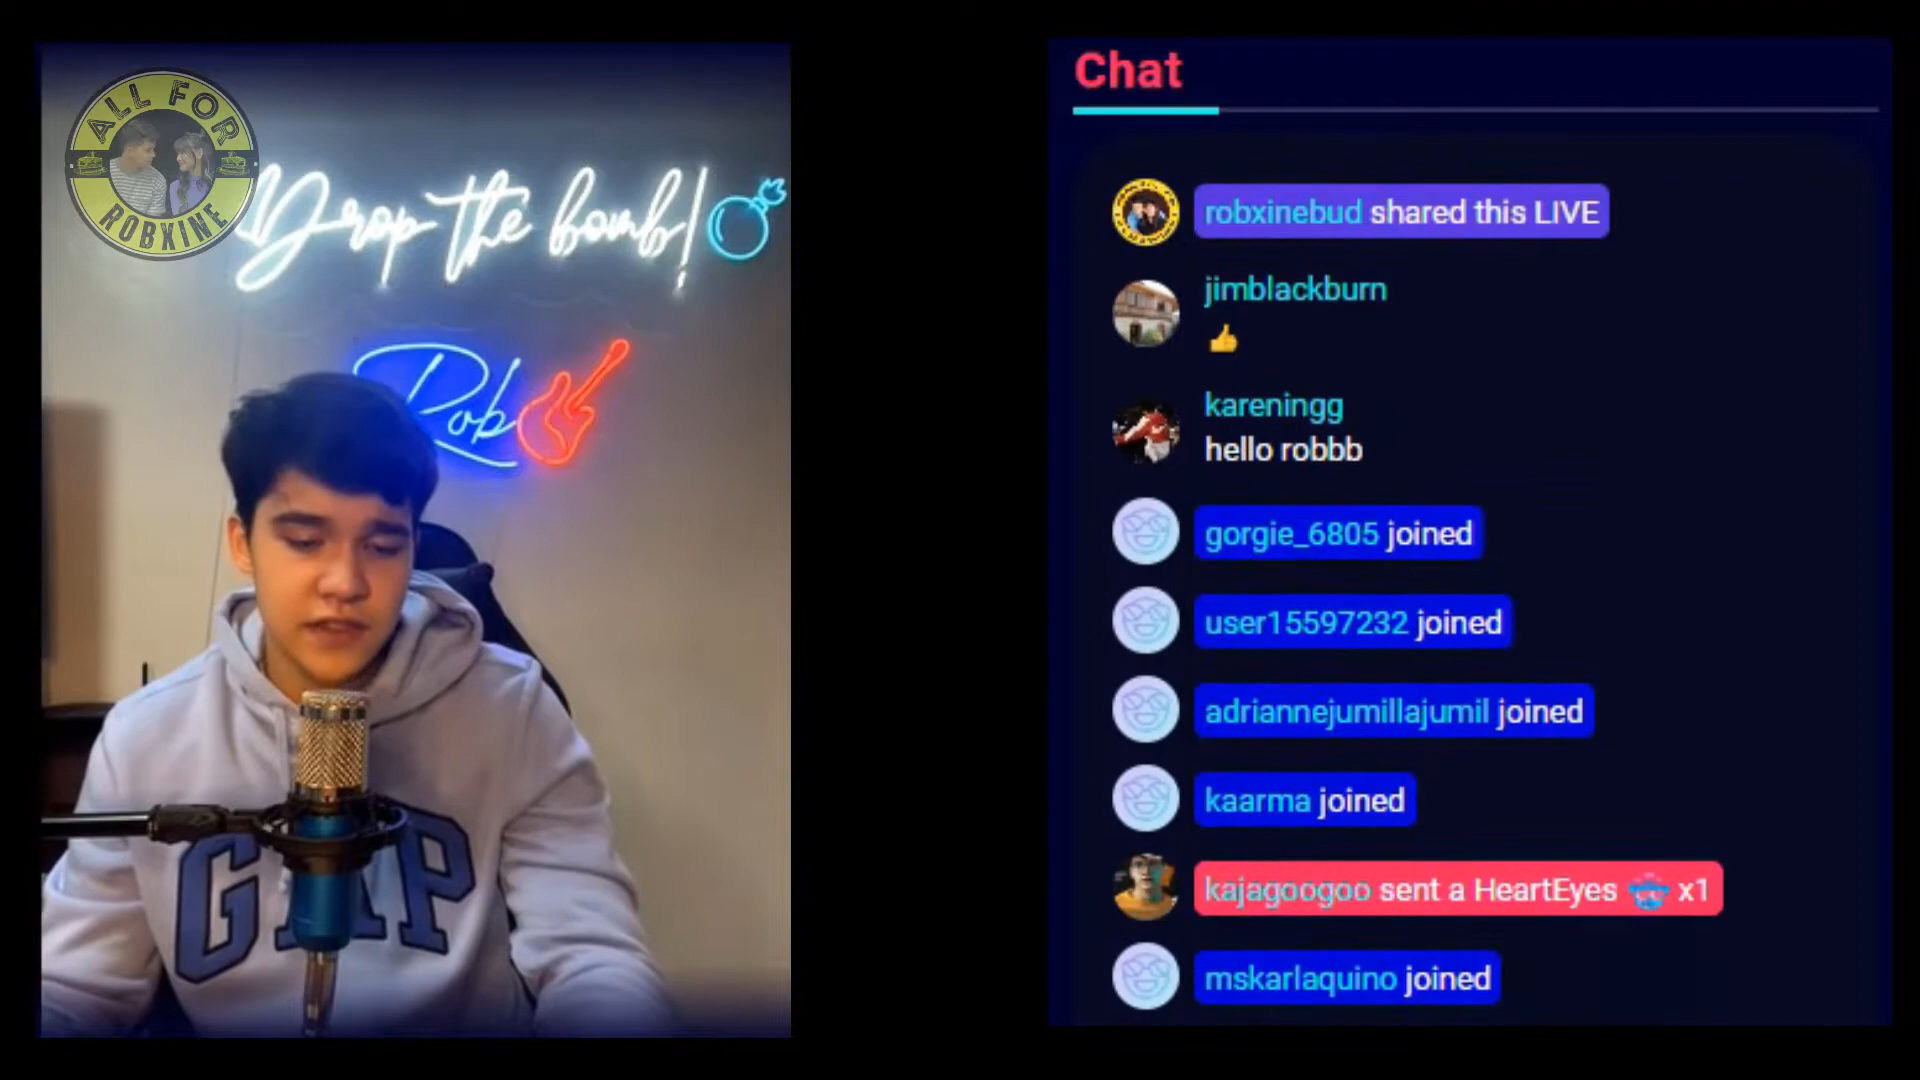 ALL FOR
ROBXINE
Drop the bomb!
Rob
GAP
Chat
robxinebud shared this LIVE
jimblackburn
👍
kareningg
hello robbb
gorgie_6805 joined
user15597232 joined
adriannejumillajumil joined
kaarma joined
kajagoogoo sent a HeartEyes x1
mskarlaquino joined